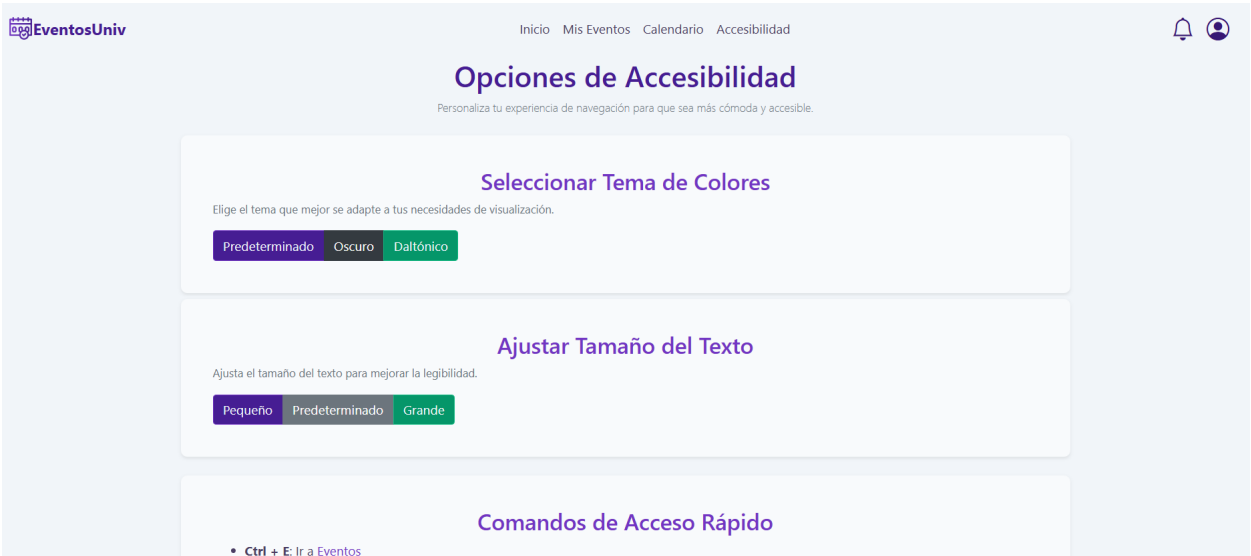 EventosUniv
Inicio Mis Eventos Calendario Accesibilidad
Opciones de Accesibilidad
Personaliza tu experiencia de navegación para que sea más cómoda y accesible.
Seleccionar Tema de Colores
Elige el tema que mejor se adapte a tus necesidades de visualización.
Predeterminado Oscuro Daltónico
Ajustar Tamaño del Texto
Ajusta el tamaño del texto para mejorar la legibilidad.
Pequeño Predeterminado Grande
Comandos de Acceso Rápido
• Ctrl + E: Ir a Eventos